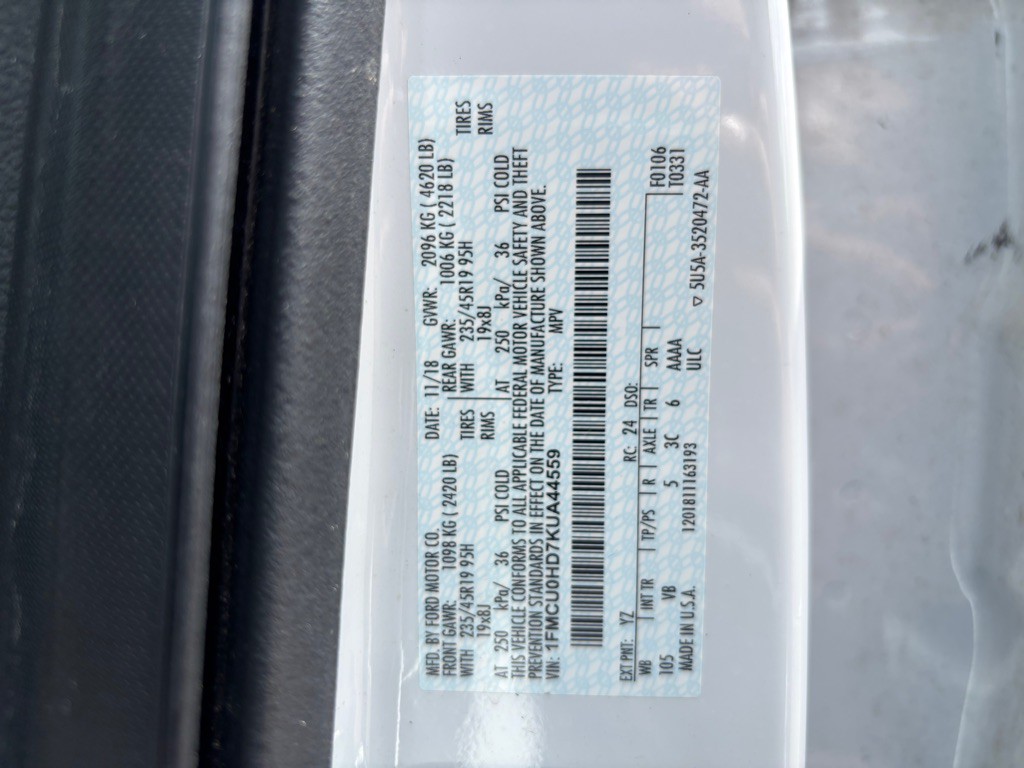 MFD. BY FORD MOTOR CO. DATE: 11/18 GVWR: 2096 KG ( 4620 LB)
FRONT GAWR: 1098 KG ( 2420 LB) REAR GAWR: 1006 KG ( 2218 LB)
WITH 235/45R19 95H TIRES WITH 235/45R19 95H TIRES
19x8J RIMS 19x8J RIMS
AT 250 kPa/ 36 PSI COLD AT 250 kPa/ 36 PSI COLD
THIS VEHICLE CONFORMS TO ALL APPLICABLE FEDERAL MOTOR VEHICLE SAFETY AND THEFT
PREVENTION STANDARDS IN EFFECT ON THE DATE OF MANUFACTURE SHOWN ABOVE.
VIN: 1FMCU0HD7KUA44559 TYPE: MPV
EXT PNT: YZ RC: 24 DSO: F0106
WB INT TR TP/PS R AXLE TR SPR T0331
105 VB 5 3C 6 AAAA
MADE IN U.S.A. 120181163193 ULC
▽ 5U5A-3520472-AA